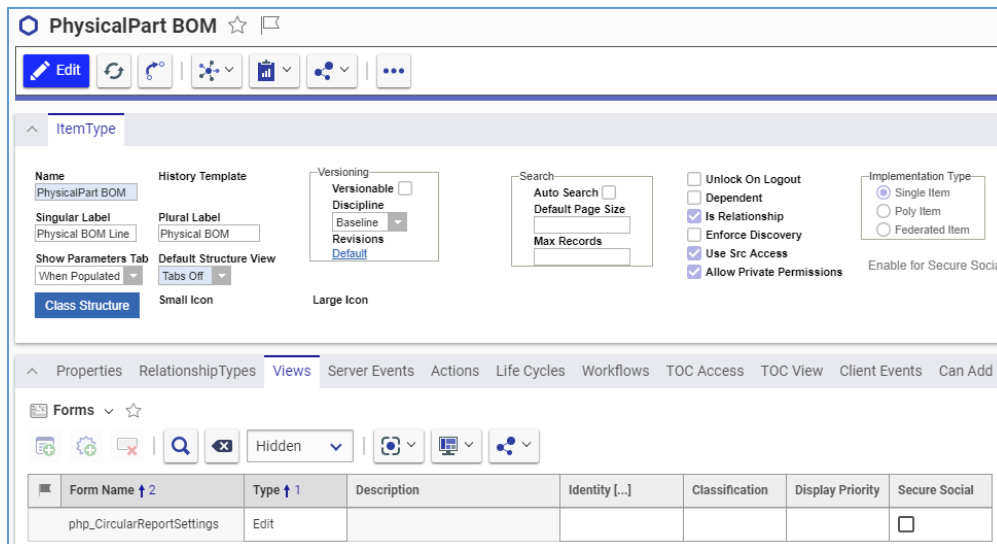 PhysicalPart BOM
Edit
ItemType
Name
PhysicalPart BOM
History Template
Singular Label
Physical BOM Line
Plural Label
Physical BOM
Show Parameters Tab
When Populated
Default Structure View
Tabs Off
Class Structure
Small Icon
Large Icon
Versioning
Versionable
Discipline
Baseline
Revisions
Default
Search
Auto Search
Default Page Size
Max Records
Unlock On Logout
Dependent
Is Relationship
Enforce Discovery
Use Src Access
Allow Private Permissions
Implementation Type
Single Item
Poly Item
Federated Item
Enable for Secure Socia
Properties RelationshipTypes Views Server Events Actions Life Cycles Workflows TOC Access TOC View Client Events Can Add
Forms
Hidden
Form Name 2 Type 1 Description Identity [...] Classification Display Priority Secure Social
php_CircularReportSettings Edit